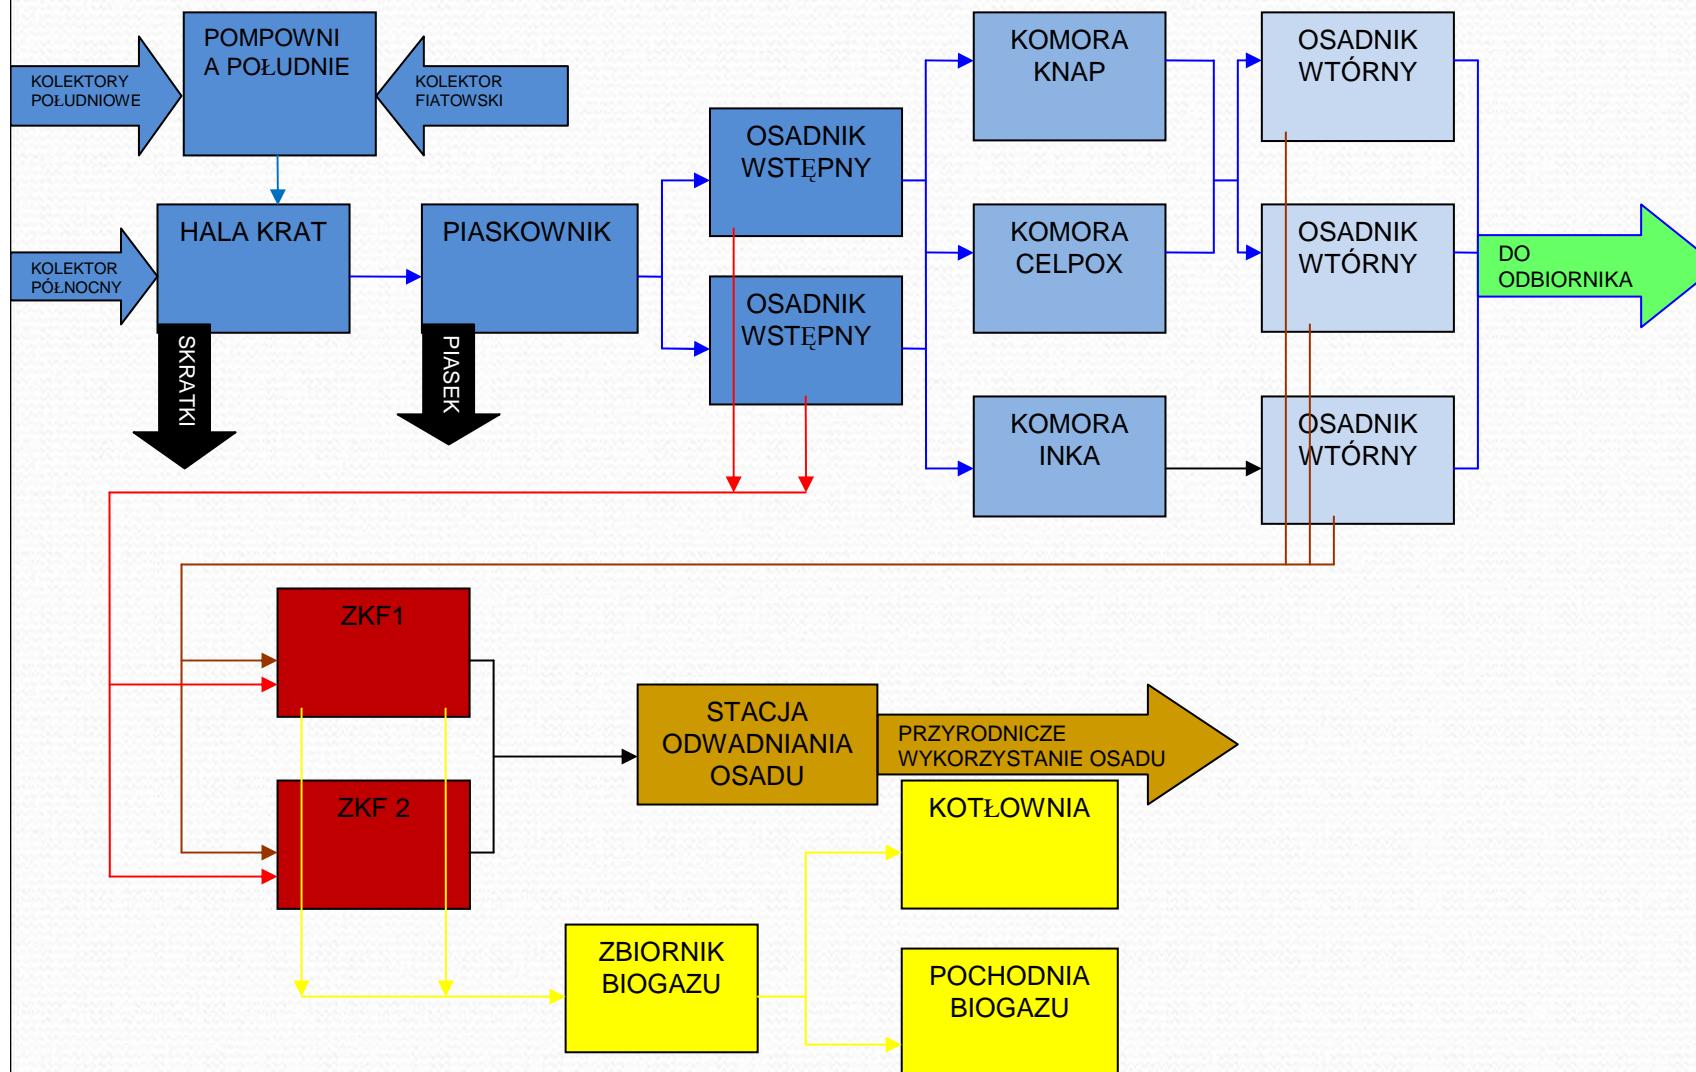 POMPOWNI
A POŁUDNIE
KOLEKTORY
POŁUDNIOWE
KOLEKTOR
FIATOWSKI
KOMORA
KNAP
OSADNIK
WTÓRNY
OSADNIK
WSTĘPNY
HALA KRAT
PIASKOWNIK
KOMORA
CELPOX
OSADNIK
WTÓRNY
KOLEKTOR
PÓŁNOCNY
DO
ODBIORNIKA
OSADNIK
WSTĘPNY
SKRATKI
PIASEK
KOMORA
INKA
OSADNIK
WTÓRNY
ZKF1
STACJA
ODWADNIANIA
OSADU
PRZYRODNICZE
WYKORZYSTANIE OSADU
ZKF 2
KOTŁOWNIA
ZBIORNIK
BIOGAZU
POCHODNIA
BIOGAZU